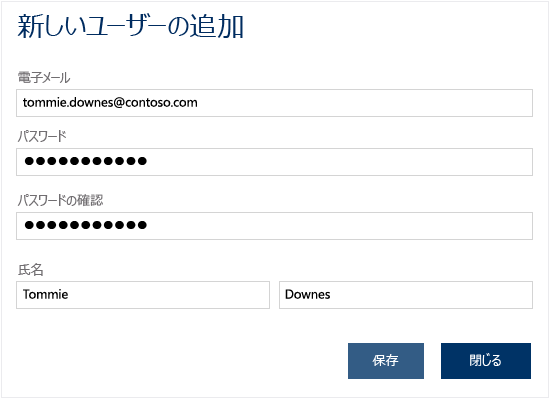 新しいユーザーの追加
電子メール
tommie.downes@contoso.com
パスワード
●●●●●●●●●●●
パスワードの確認
●●●●●●●●●●●
氏名
Tommie Downes
保存 閉じる